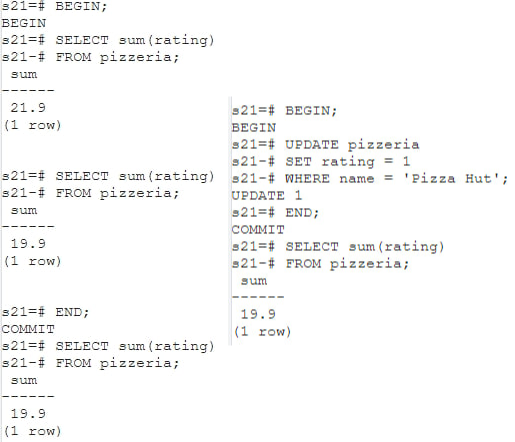 s21=# BEGIN;
BEGIN
s21=# SELECT sum(rating)
s21-# FROM pizzeria;
 sum
------
 21.9
(1 row)
s21=# SELECT sum(rating)
s21-# FROM pizzeria;
 sum
------
 19.9
(1 row)
s21=# END;
COMMIT
s21=# SELECT sum(rating)
s21-# FROM pizzeria;
 sum
------
 19.9
(1 row)
s21=# BEGIN;
BEGIN
s21=# UPDATE pizzeria
s21-# SET rating = 1
s21-# WHERE name = 'Pizza Hut';
UPDATE 1
s21=# END;
COMMIT
s21=# SELECT sum(rating)
s21-# FROM pizzeria;
 sum
------
 19.9
(1 row)